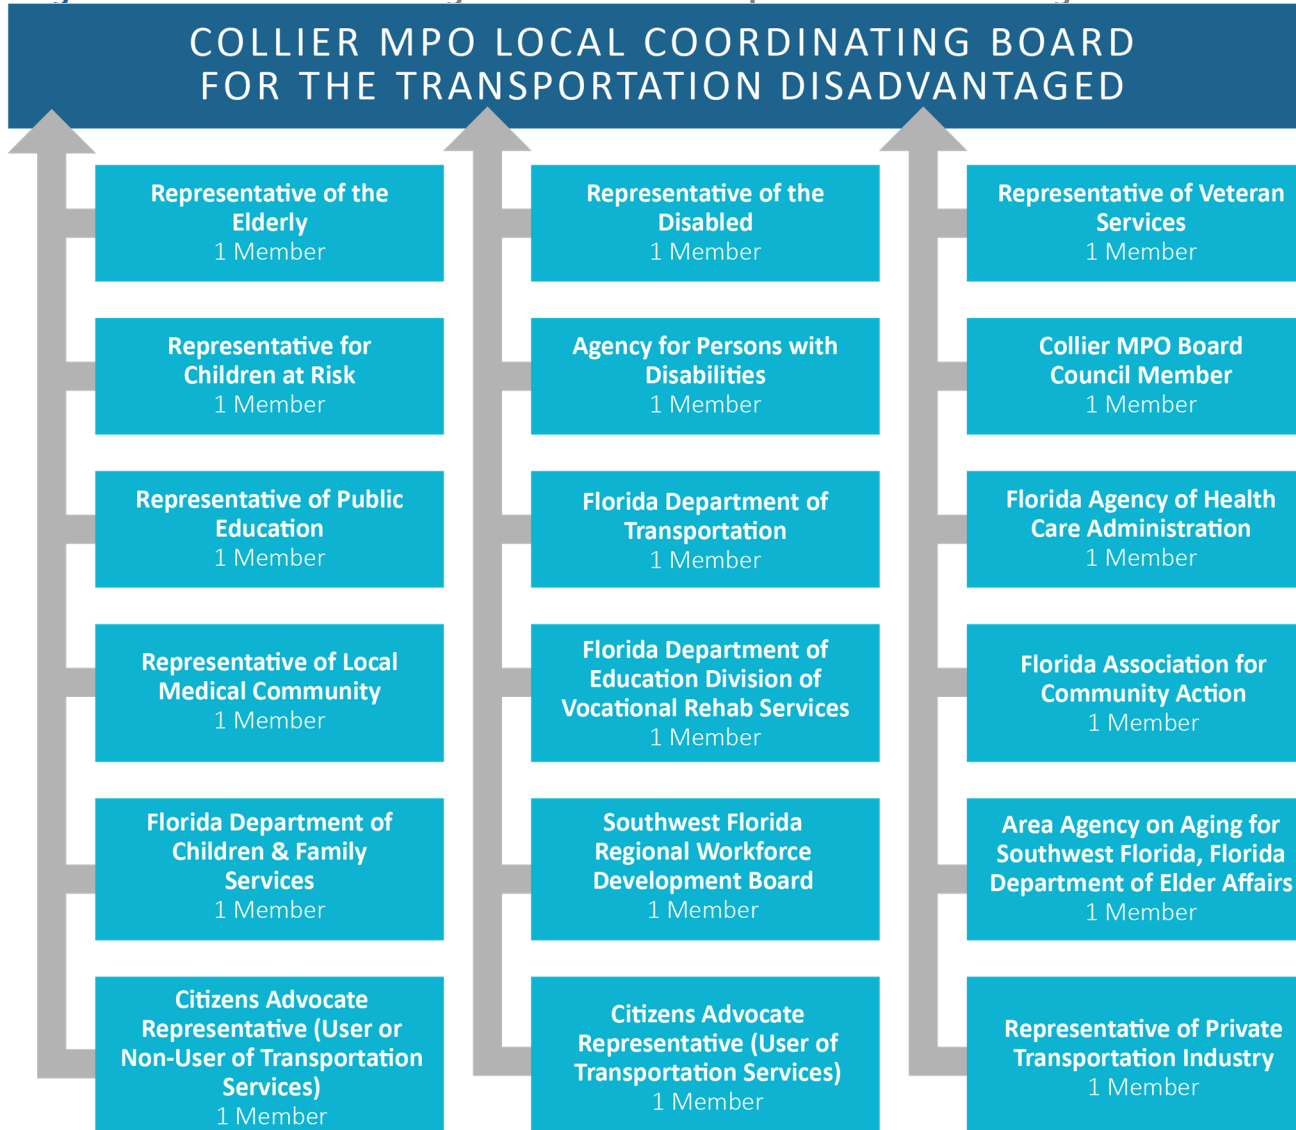 COLLIER MPO LOCAL COORDINATING BOARD
FOR THE TRANSPORTATION DISADVANTAGED
Representative of the
Elderly
1 Member
Representative of the
Disabled
1 Member
Representative of Veteran
Services
1 Member
Representative for
Children at Risk
1 Member
Agency for Persons with
Disabilities
1 Member
Collier MPO Board
Council Member
1 Member
Representative of Public
Education
1 Member
Florida Department of
Transportation
1 Member
Florida Agency of Health
Care Administration
1 Member
Representative of Local
Medical Community
1 Member
Florida Department of
Education Division of
Vocational Rehab Services
1 Member
Florida Association for
Community Action
1 Member
Florida Department of
Children & Family
Services
1 Member
Southwest Florida
Regional Workforce
Development Board
1 Member
Area Agency on Aging for
Southwest Florida, Florida
Department of Elder Affairs
1 Member
Citizens Advocate
Representative (User or
Non-User of Transportation
Services)
1 Member
Citizens Advocate
Representative (User of
Transportation Services)
1 Member
Representative of Private
Transportation Industry
1 Member